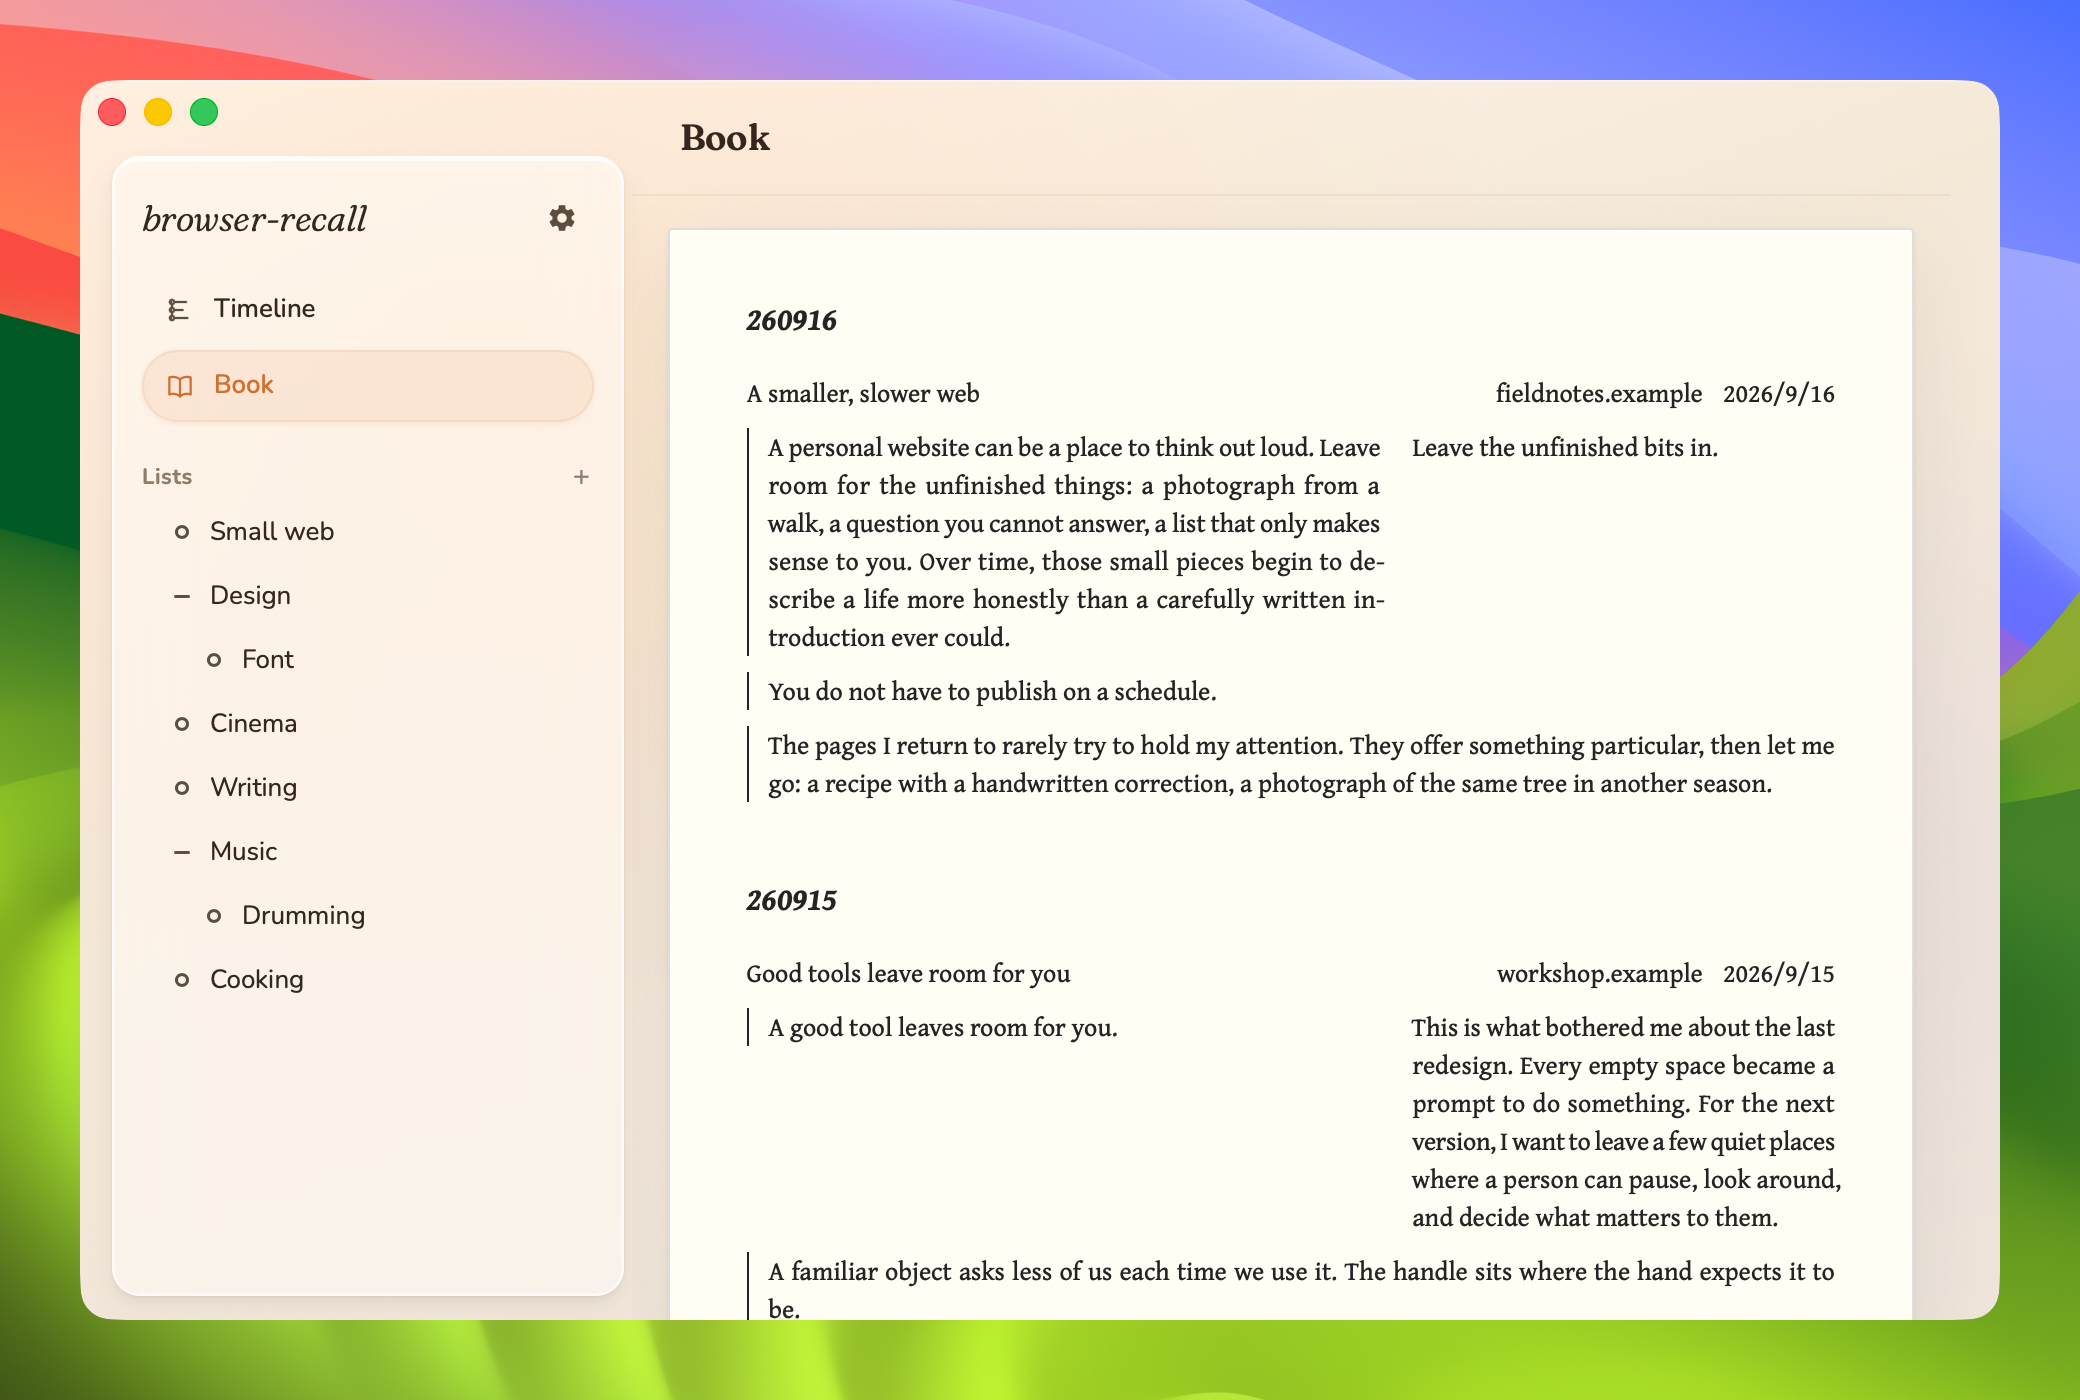 Book
browser-recall
Timeline
Book
Lists
+
Small web
Design
Font
Cinema
Writing
Music
Drumming
Cooking
260916
A smaller, slower web fieldnotes.example 2026/9/16
A personal website can be a place to think out loud. Leave
room for the unfinished things: a photograph from a
walk, a question you cannot answer, a list that only makes
sense to you. Over time, those small pieces begin to de-
scribe a life more honestly than a carefully written in-
troduction ever could.
Leave the unfinished bits in.
You do not have to publish on a schedule.
The pages I return to rarely try to hold my attention. They offer something particular, then let me
go: a recipe with a handwritten correction, a photograph of the same tree in another season.
260915
Good tools leave room for you workshop.example 2026/9/15
A good tool leaves room for you.
This is what bothered me about the last
redesign. Every empty space became a
prompt to do something. For the next
version, I want to leave a few quiet places
where a person can pause, look around,
and decide what matters to them.
A familiar object asks less of us each time we use it. The handle sits where the hand expects it to
be.